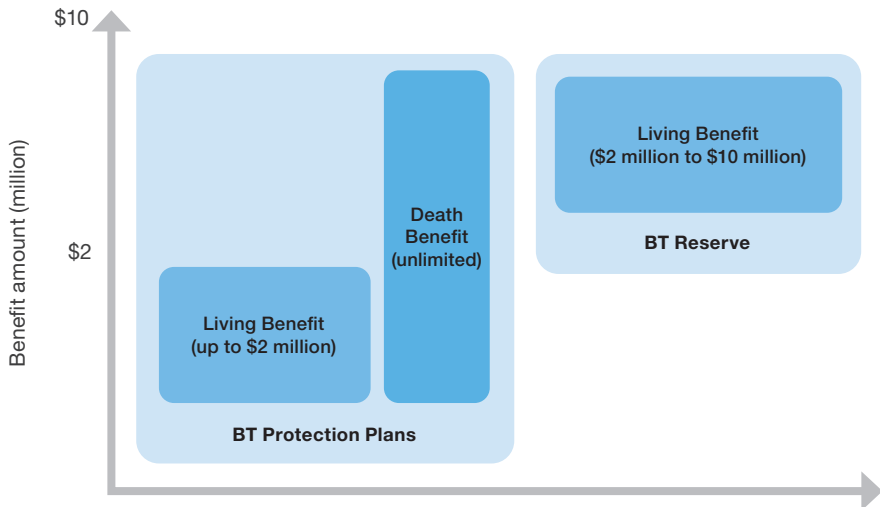 $10
Benefit amount (million)
$2
Living Benefit
(up to $2 million)
Death
Benefit
(unlimited)
BT Protection Plans
Living Benefit
($2 million to $10 million)
BT Reserve